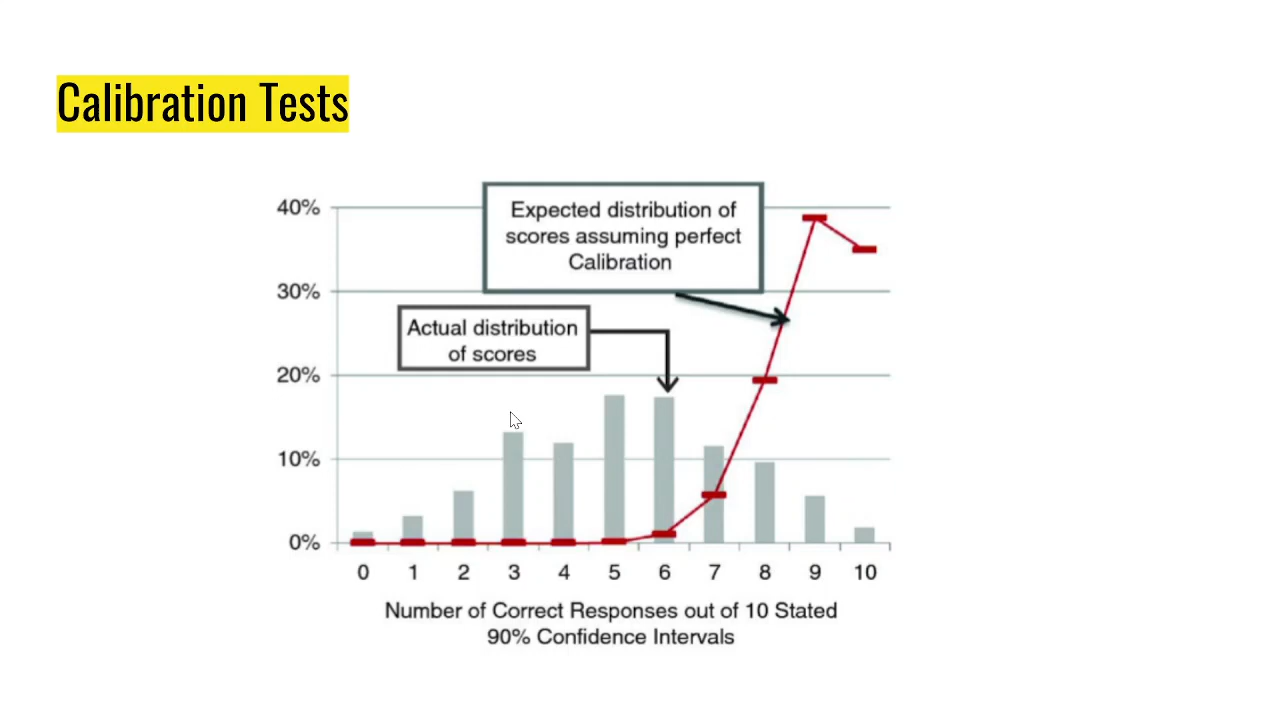 Calibration Tests
40%
30%
20%
10%
0%
Expected distribution of
scores assuming perfect
Calibration
Actual distribution
of scores
0 1 2 3 4 5 6 7 8 9 10
Number of Correct Responses out of 10 Stated
90% Confidence Intervals